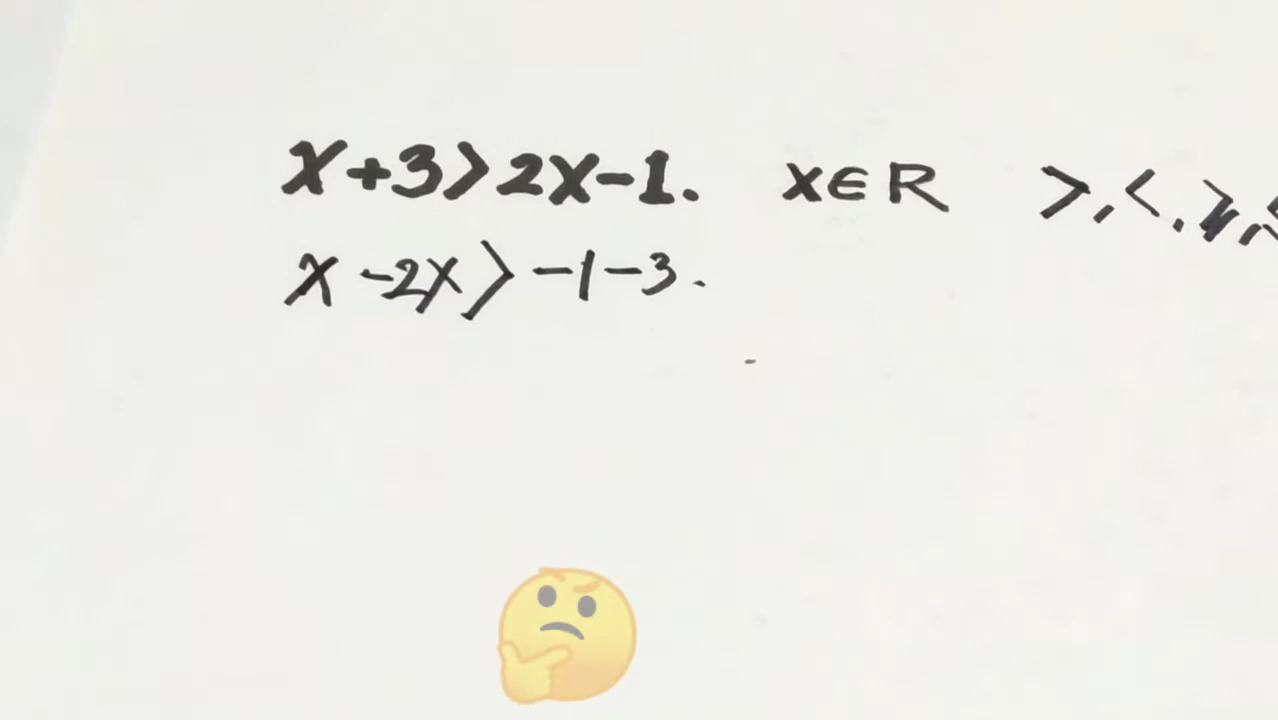 x+3>2x-1. x∈R >,<,≥,≤
x-2x>-1-3.